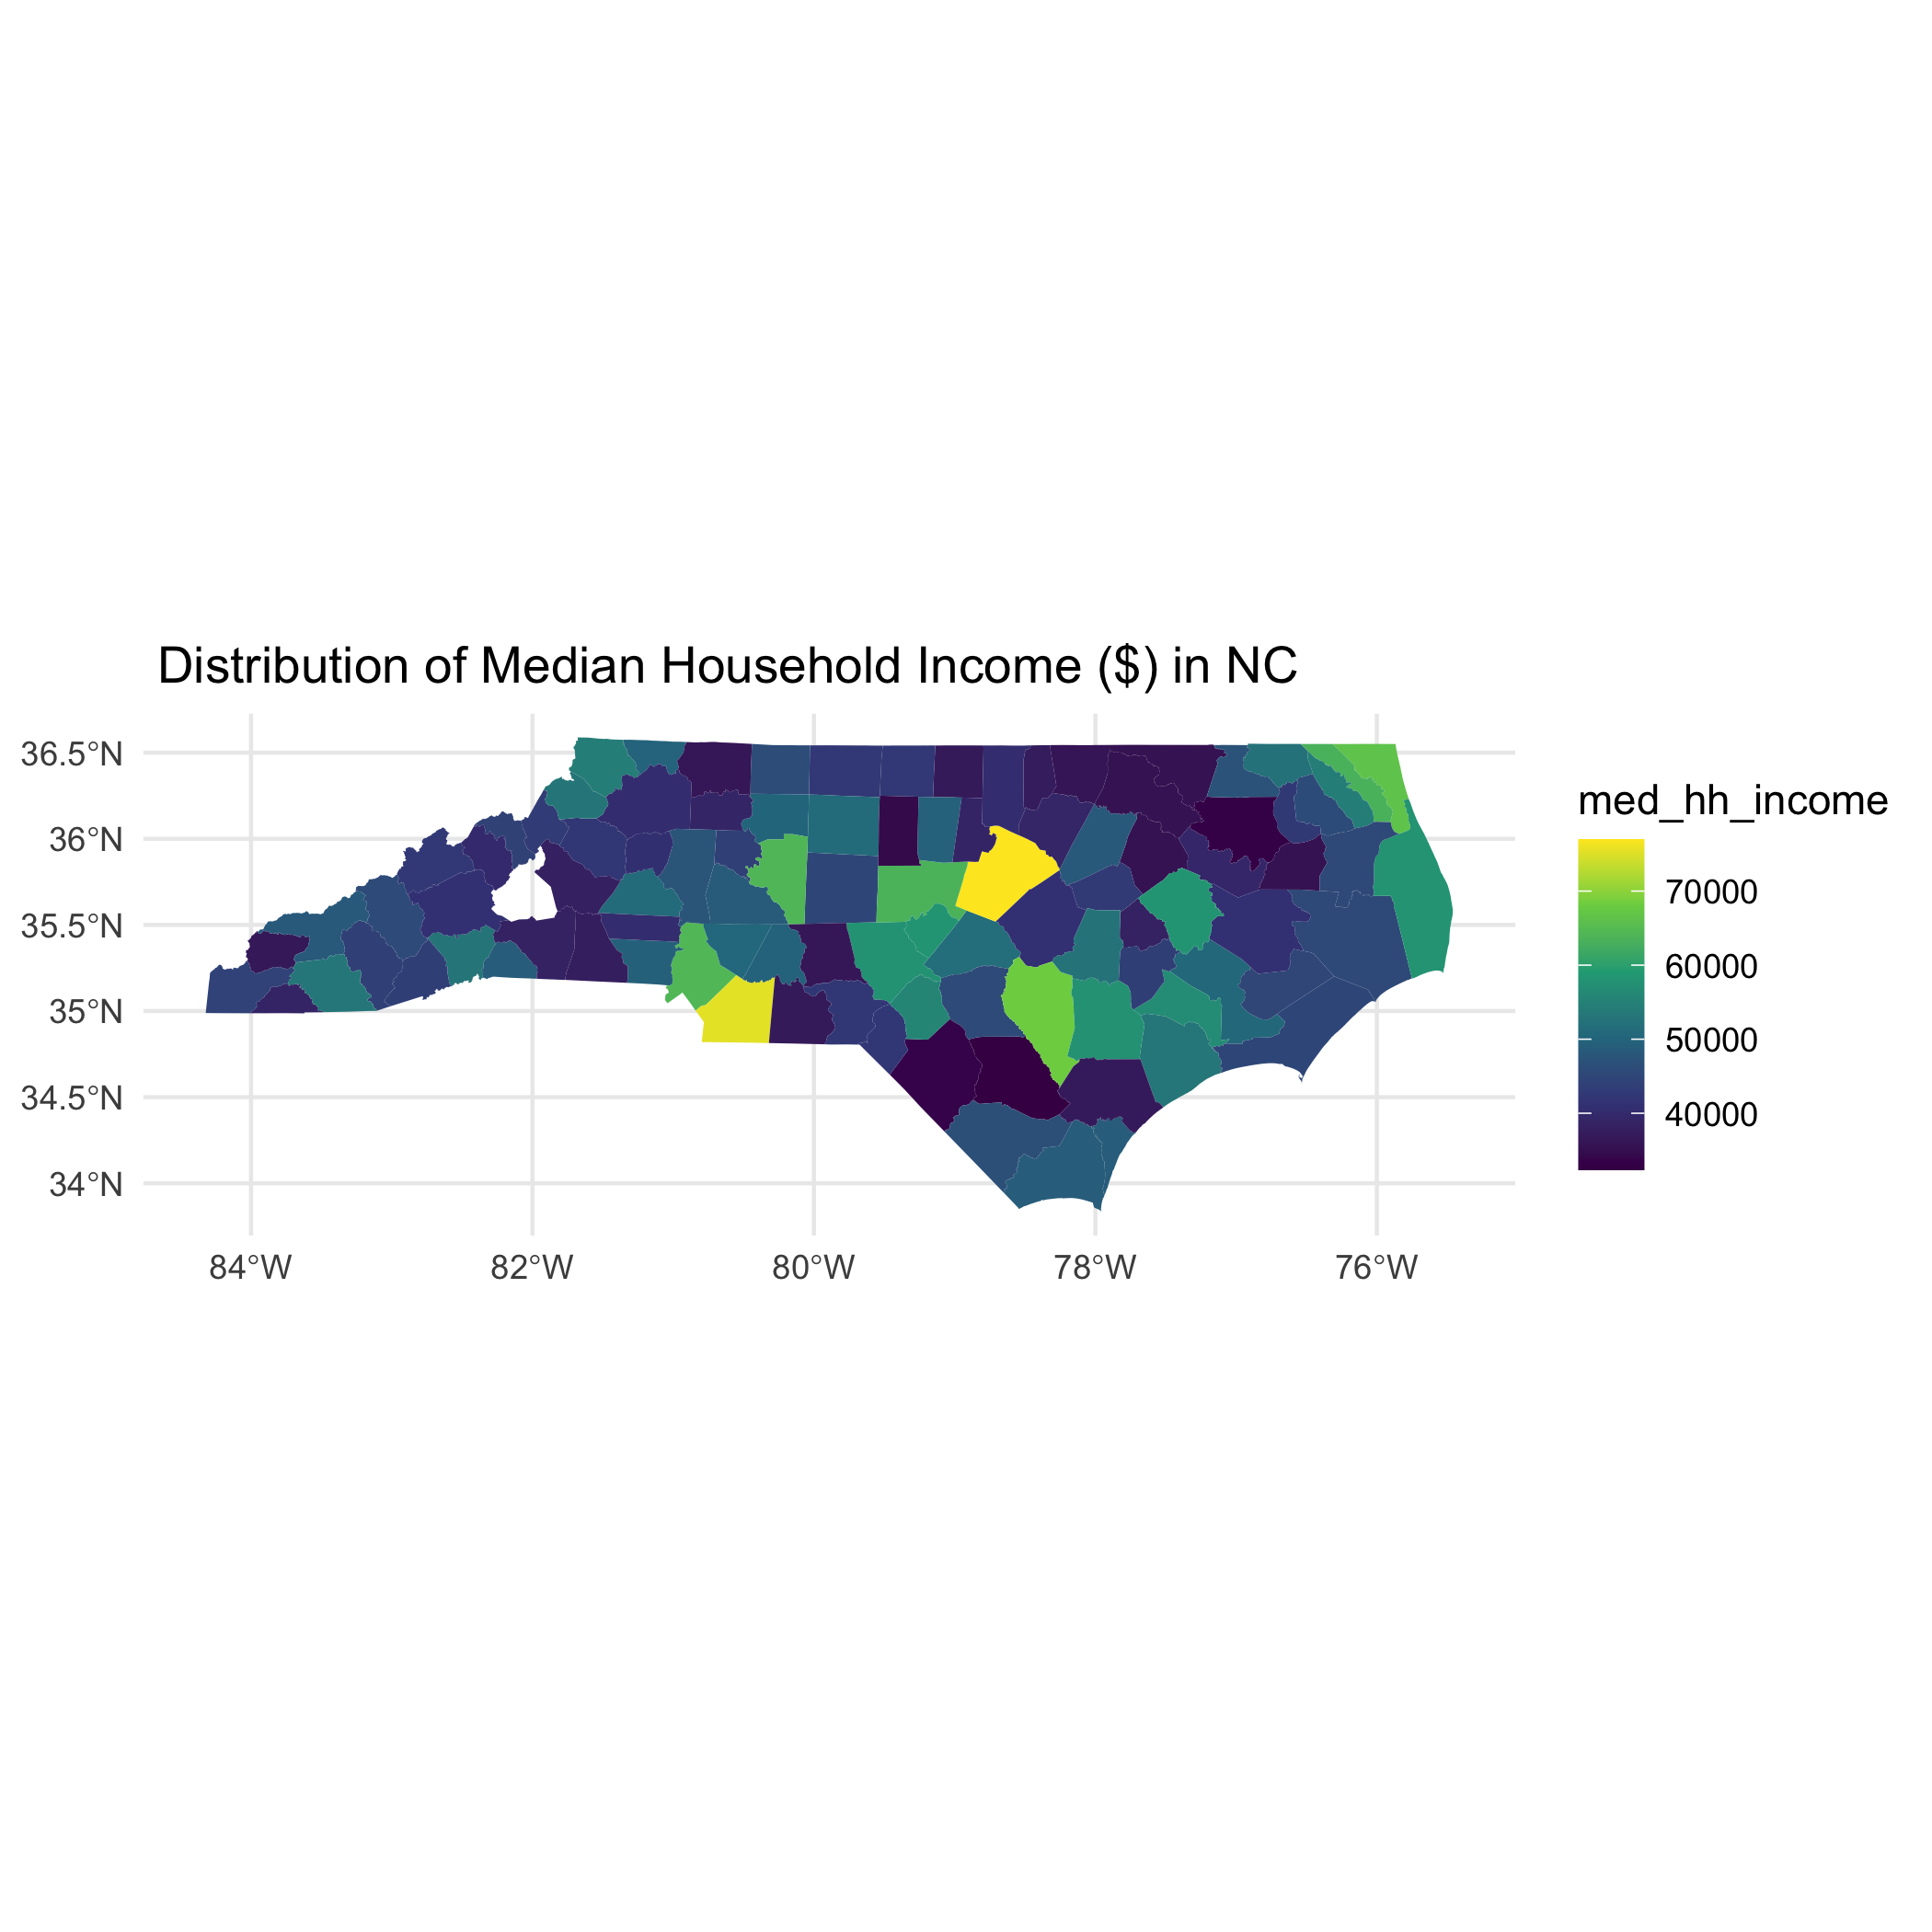 Distribution of Median Household Income ($) in NC
36.5°N
36°N
35.5°N
35°N
34.5°N
34°N
84°W
82°W
80°W
78°W
76°W
med_hh_income
70000
60000
50000
40000